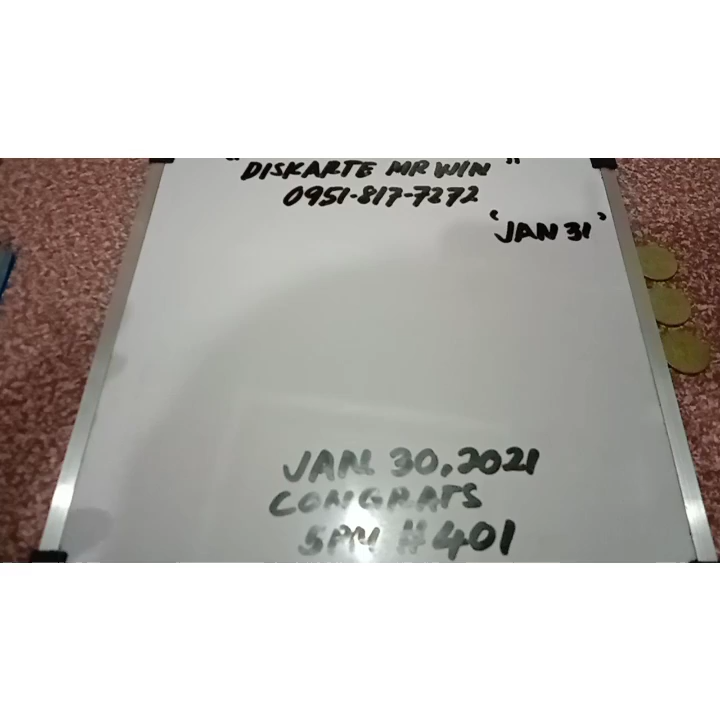 "DISKARTE MR WIN"
0951-817-7272
'JAN 31'
JAN. 30, 2021
CONGRATS
5PM #401